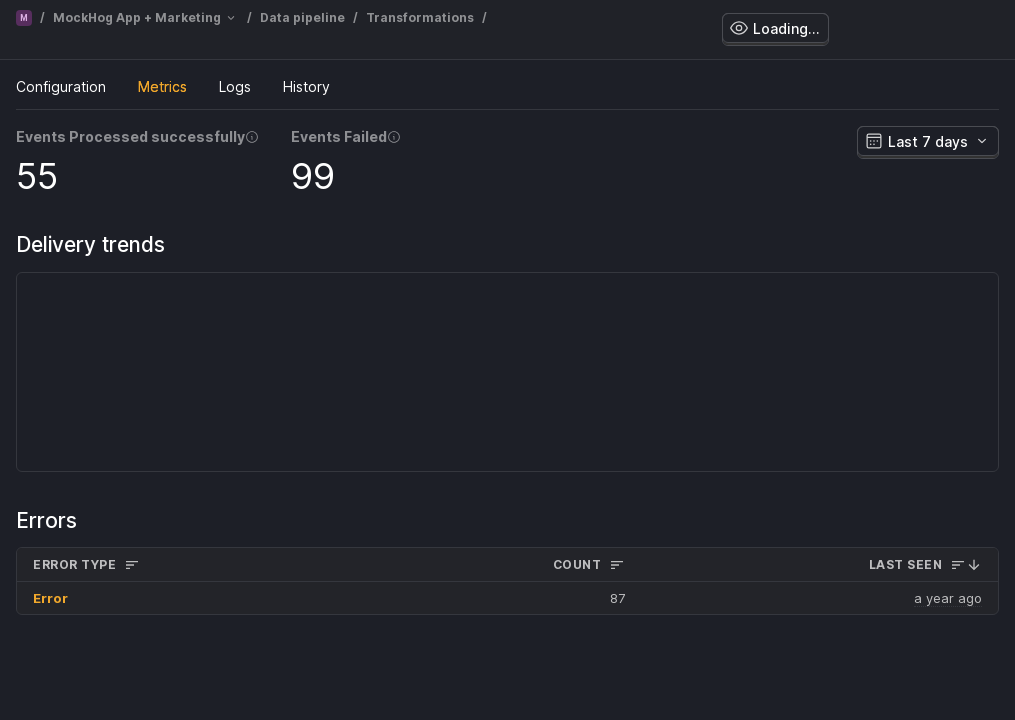 M / MockHog App + Marketing / Data pipeline / Transformations /
Loading...
Configuration Metrics Logs History
Events Processed successfully Events Failed
Last 7 days
55 99
Delivery trends
Errors
ERROR TYPE COUNT LAST SEEN
Error 87 a year ago